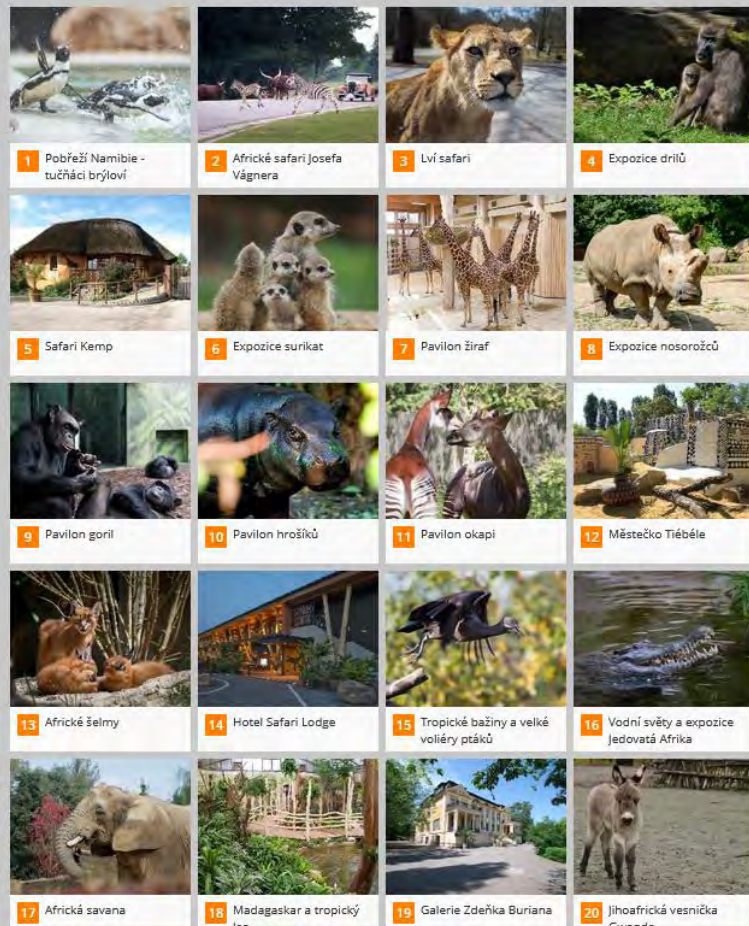 1 Pobřeží Namibie -
tučňáci brýloví
2 Africké safari Josefa
Vágnera
3 Lví safari
4 Expozice drilů
5 Safari Kemp
6 Expozice surikat
7 Pavilon žiraf
8 Expozice nosorožců
9 Pavilon goril
10 Pavilon hrošíků
11 Pavilon okapi
12 Městečko Tiébéle
13 Africké šelmy
14 Hotel Safari Lodge
15 Tropické bažiny a velké
voliéry ptáků
16 Vodní světy a expozice
Jedovatá Afrika
17 Africká savana
18 Madagaskar a tropický
19 Galerie Zdeňka Buriana
20 Jihoafrická vesnička